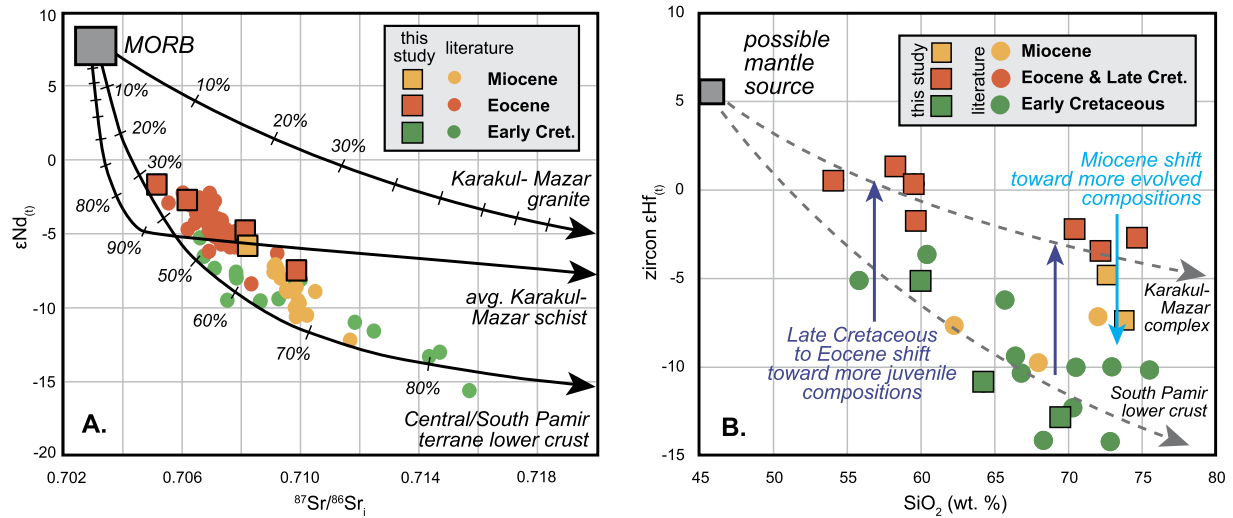 MORB
this study
literature
Miocene
Eocene
Early Cret.
10%
20%
30%
80%
90%
50%
60%
70%
80%
10%
20%
30%
Karakul- Mazar
granite
avg. Karakul-
Mazar schist
Central/South Pamir
terrane lower crust
A.
10
5
0
-5
-10
-15
-20
εNd(t)
0.702
0.706
0.710
0.714
0.718
87Sr/86Sri
possible
mantle
source
this study
literature
Miocene
Eocene & Late Cret.
Early Cretaceous
Miocene shift
toward more evolved
compositions
Late Cretaceous
to Eocene shift
toward more juvenile
compositions
Karakul-
Mazar
complex
South Pamir
lower crust
B.
10
5
0
-5
-10
-15
zircon εHf(t)
45
50
55
60
65
70
75
80
SiO2 (wt. %)